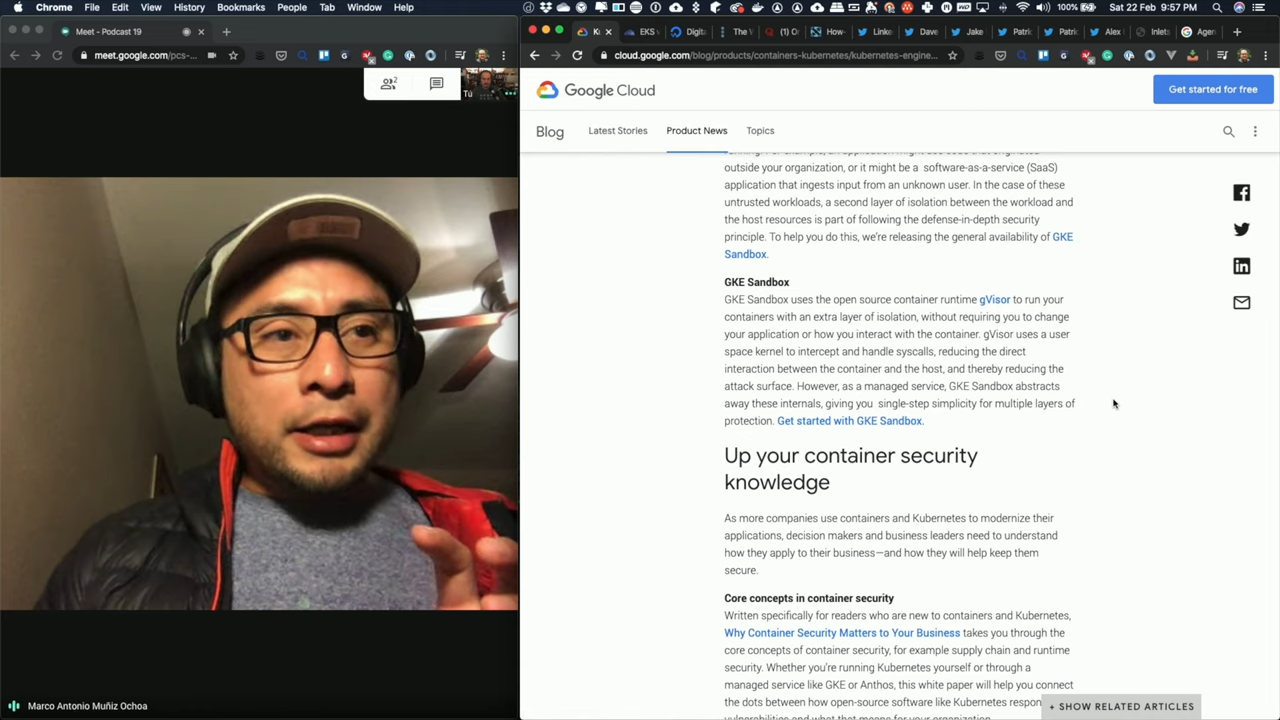 Chrome File Edit View History Bookmarks People Tab Window Help
100% Sat 22 Feb 9:57 PM
Meet - Podcast 19
meet.google.com/pcs-...
2
Tú
Marco Antonio Muñiz Ochoa
EKS Digit The V (1) O How- Linke Dave Jake Patric Patric Alex Inlets Agen
cloud.google.com/blog/products/containers-kubernetes/kubernetes-engine...
Google Cloud
Get started for free
Blog Latest Stories Product News Topics
outside your organization, or it might be a software-as-a-service (SaaS)
application that ingests input from an unknown user. In the case of these
untrusted workloads, a second layer of isolation between the workload and
the host resources is part of following the defense-in-depth security
principle. To help you do this, we're releasing the general availability of GKE
Sandbox.
GKE Sandbox
GKE Sandbox uses the open source container runtime gVisor to run your
containers with an extra layer of isolation, without requiring you to change
your application or how you interact with the container. gVisor uses a user
space kernel to intercept and handle syscalls, reducing the direct
interaction between the container and the host, and thereby reducing the
attack surface. However, as a managed service, GKE Sandbox abstracts
away these internals, giving you single-step simplicity for multiple layers of
protection. Get started with GKE Sandbox.
Up your container security
knowledge
As more companies use containers and Kubernetes to modernize their
applications, decision makers and business leaders need to understand
how they apply to their business—and how they will help keep them
secure.
Core concepts in container security
Written specifically for readers who are new to containers and Kubernetes,
Why Container Security Matters to Your Business takes you through the
core concepts of container security, for example supply chain and runtime
security. Whether you're running Kubernetes yourself or through a
managed service like GKE or Anthos, this white paper will help you connect
the dots between how open-source software like Kubernetes respon
+ SHOW RELATED ARTICLES